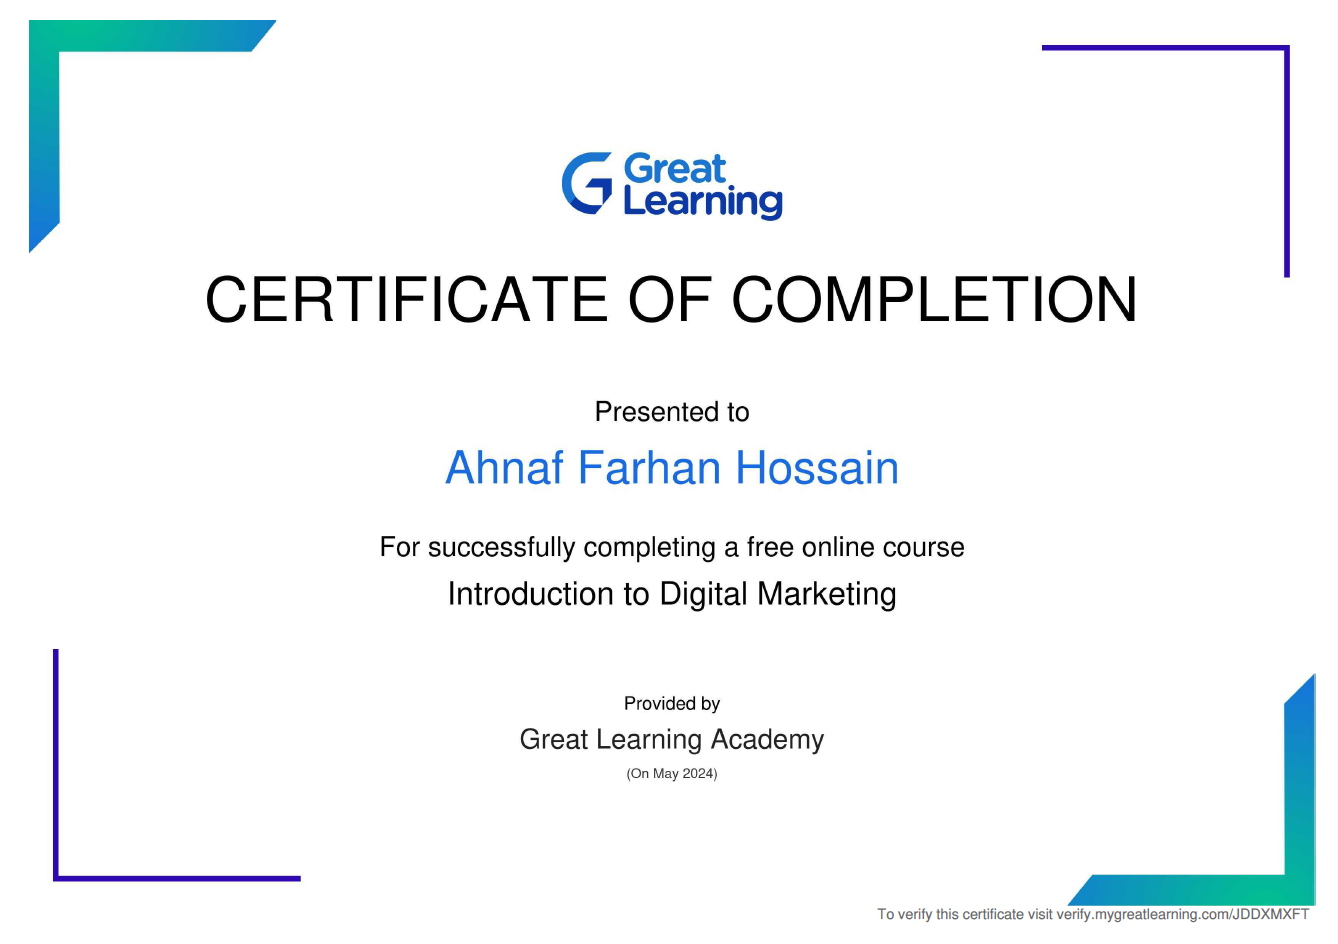 Great
Learning
CERTIFICATE OF COMPLETION
Presented to
Ahnaf Farhan Hossain
For successfully completing a free online course
Introduction to Digital Marketing
Provided by
Great Learning Academy
(On May 2024)
To verify this certificate visit verify.mygreatlearning.com/JDDXMXFT